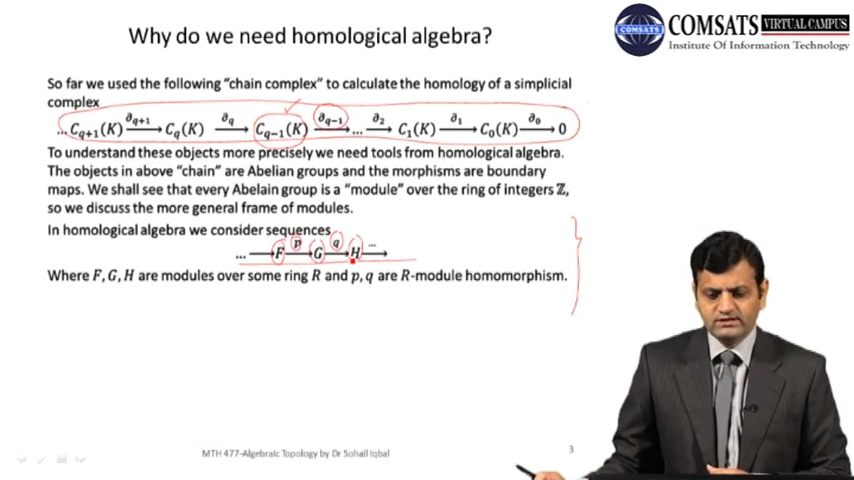 Why do we need homological algebra?
COMSATS VIRTUAL CAMPUS
Institute Of Information Technology
COMSATS
So far we used the following “chain complex” to calculate the homology of a simplicial
complex
... C_{q+1}(K) ⟶^{∂_{q+1}} C_q(K) ⟶^{∂_q} C_{q−1}(K) ⟶^{∂_{q−1}} ... ⟶^{∂_2} C_1(K) ⟶^{∂_1} C_0(K) ⟶^{∂_0} 0
To understand these objects more precisely we need tools from homological algebra.
The objects in above “chain” are Abelian groups and the morphisms are boundary
maps. We shall see that every Abelain group is a “module” over the ring of integers ℤ,
so we discuss the more general frame of modules.
In homological algebra we consider sequences
... ⟶ F ⟶^{p} G ⟶^{q} H ⟶^{...}
Where F, G, H are modules over some ring R and p, q are R-module homomorphism.
MTH 477-Algebraic Topology by Dr Sohail Iqbal
3